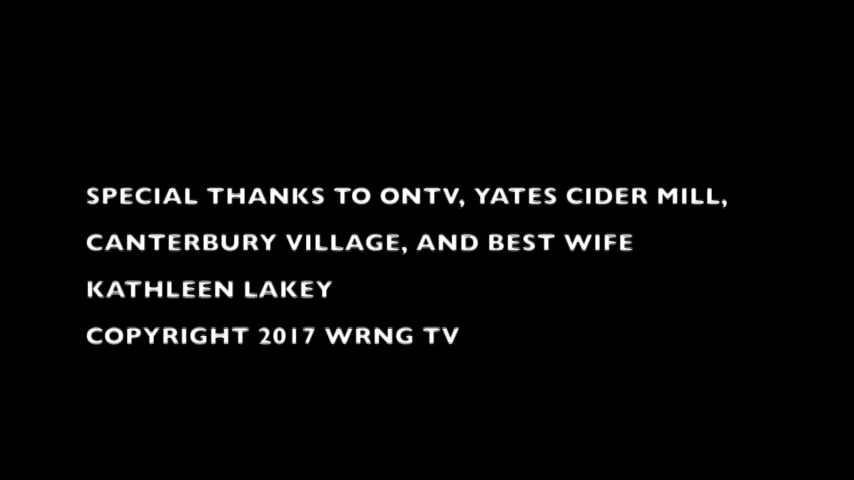 SPECIAL THANKS TO ONTV, YATES CIDER MILL,
CANTERBURY VILLAGE, AND BEST WIFE
KATHLEEN LAKEY
COPYRIGHT 2017 WRNG TV